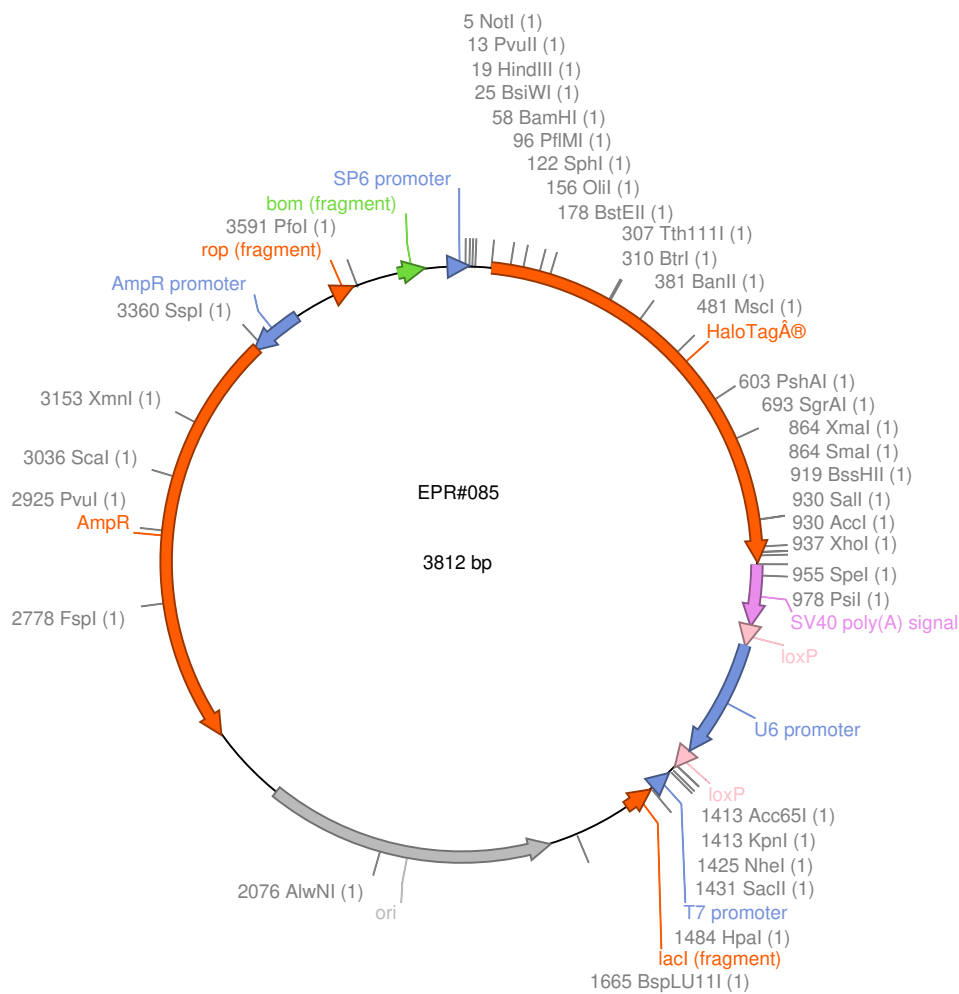 5 NotI (1)
13 PvuII (1)
19 HindIII (1)
25 BsiWI (1)
58 BamHI (1)
96 PflMI (1)
122 SphI (1)
156 OliI (1)
178 BstEII (1)
307 Tth111I (1)
310 BtrI (1)
381 BanII (1)
481 MscI (1)
HaloTagÂ®
603 PshAI (1)
693 SgrAI (1)
864 XmaI (1)
864 SmaI (1)
919 BssHII (1)
930 SalI (1)
930 AccI (1)
937 XhoI (1)
955 SpeI (1)
978 PsiI (1)
SV40 poly(A) signal
loxP
U6 promoter
loxP
1413 Acc65I (1)
1413 KpnI (1)
1425 NheI (1)
1431 SacII (1)
T7 promoter
1484 HpaI (1)
lacI (fragment)
1665 BspLU11I (1)
ori
2076 AlwNI (1)
2778 FspI (1)
AmpR
2925 PvuI (1)
3036 ScaI (1)
3153 XmnI (1)
3360 SspI (1)
AmpR promoter
rop (fragment)
3591 PfoI (1)
bom (fragment)
SP6 promoter
EPR#085
3812 bp